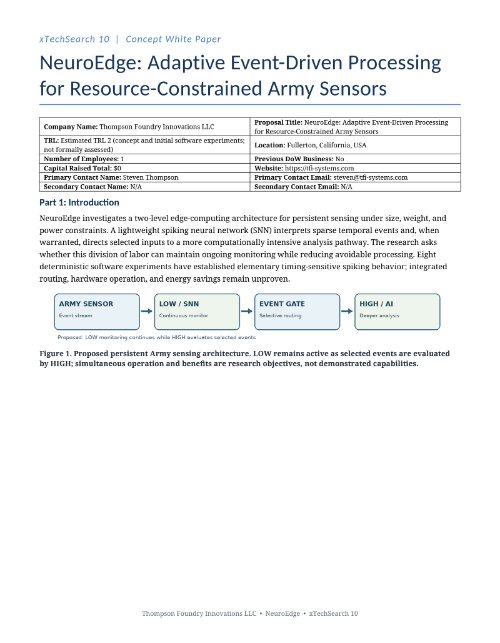 xTechSearch 10 | Concept White Paper
NeuroEdge: Adaptive Event-Driven Processing
for Resource-Constrained Army Sensors
Company Name: Thompson Foundry Innovations LLC
Proposal Title: NeuroEdge: Adaptive Event-Driven Processing
for Resource-Constrained Army Sensors
TRL: Estimated TRL 2 (concept and initial software experiments;
not formally assessed)
Location: Fullerton, California, USA
Number of Employees: 1
Previous DoW Business: No
Capital Raised Total: $0
Website: https://tfi-systems.com
Primary Contact Name: Steven Thompson
Primary Contact Email: steven@tfi-systems.com
Secondary Contact Name: N/A
Secondary Contact Email: N/A
Part 1: Introduction
NeuroEdge investigates a two-level edge-computing architecture for persistent sensing under size, weight, and
power constraints. A lightweight spiking neural network (SNN) interprets sparse temporal events and, when
warranted, directs selected inputs to a more computationally intensive analysis pathway. The research asks
whether this division of labor can maintain ongoing monitoring while reducing avoidable processing. Eight
deterministic software experiments have established elementary timing-sensitive spiking behavior; integrated
routing, hardware operation, and energy savings remain unproven.
ARMY SENSOR
Event stream
LOW / SNN
Continuous monitor
EVENT GATE
Selective routing
HIGH / AI
Deeper analysis
Proposed: LOW monitoring continues while HIGH evaluates selected events
Figure 1. Proposed persistent Army sensing architecture. LOW remains active as selected events are evaluated
by HIGH; simultaneous operation and benefits are research objectives, not demonstrated capabilities.
Thompson Foundry Innovations LLC • NeuroEdge • xTechSearch 10